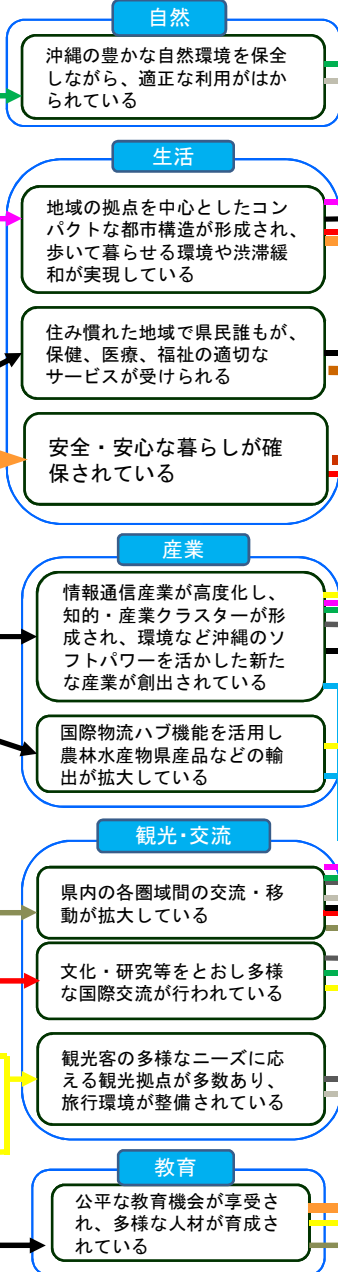 自然
沖縄の豊かな自然環境を保全
しながら、適正な利用がはか
られている
生活
地域の拠点を中心としたコン
パクトな都市構造が形成され、
歩いて暮らせる環境や渋滞緩
和が実現している
住み慣れた地域で県民誰もが、
保健、医療、福祉の適切な
サービスが受けられる
安全・安心な暮らしが確
保されている
産業
情報通信産業が高度化し、
知的・産業クラスターが形
成され、環境など沖縄のソ
フトパワーを活かした新た
な産業が創出されている
国際物流ハブ機能を活用し
農林水産物県産品などの輸
出が拡大している
観光・交流
県内の各圏域間の交流・移
動が拡大している
文化・研究等をとおし多様
な国際交流が行われている
観光客の多様なニーズに応
える観光拠点が多数あり、
旅行環境が整備されている
教育
公平な教育機会が享受さ
れ、多様な人材が育成さ
れている